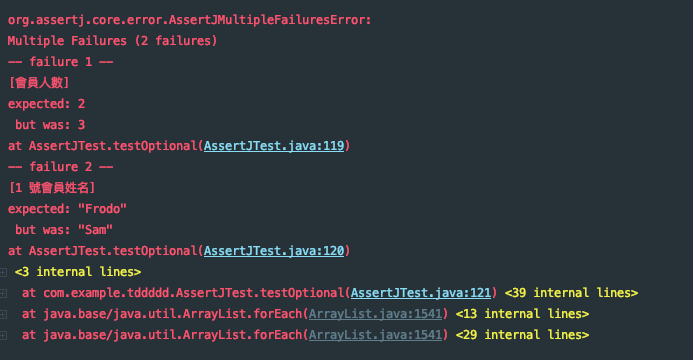 org.assertj.core.error.AssertJMultipleFailuresError:
Multiple Failures (2 failures)
-- failure 1 --
[會員人數]
expected: 2
 but was: 3
at AssertJTest.testOptional(AssertJTest.java:119)
-- failure 2 --
[1 號會員姓名]
expected: "Frodo"
 but was: "Sam"
at AssertJTest.testOptional(AssertJTest.java:120)
<3 internal lines>
at com.example.tddddd.AssertJTest.testOptional(AssertJTest.java:121) <39 internal lines>
at java.base/java.util.ArrayList.forEach(ArrayList.java:1541) <13 internal lines>
at java.base/java.util.ArrayList.forEach(ArrayList.java:1541) <29 internal lines>